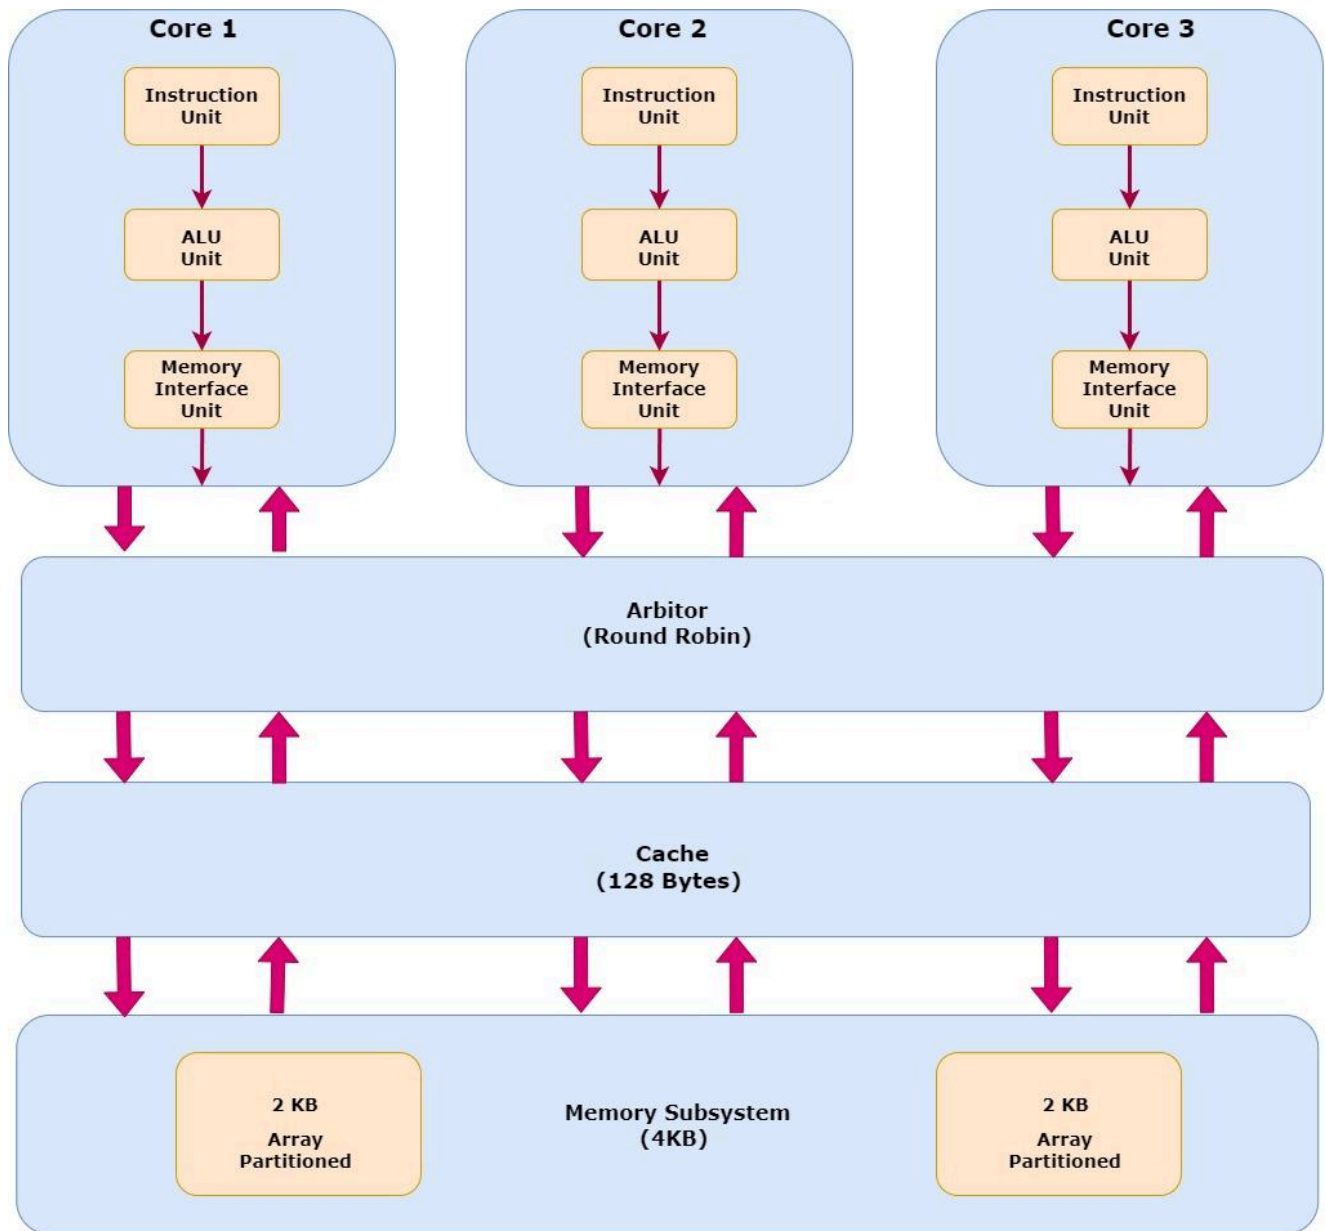 Core 1
Instruction
Unit
ALU
Unit
Memory
Interface
Unit
Core 2
Instruction
Unit
ALU
Unit
Memory
Interface
Unit
Core 3
Instruction
Unit
ALU
Unit
Memory
Interface
Unit
Arbitor
(Round Robin)
Cache
(128 Bytes)
2 KB
Array
Partitioned
Memory Subsystem
(4KB)
2 KB
Array
Partitioned